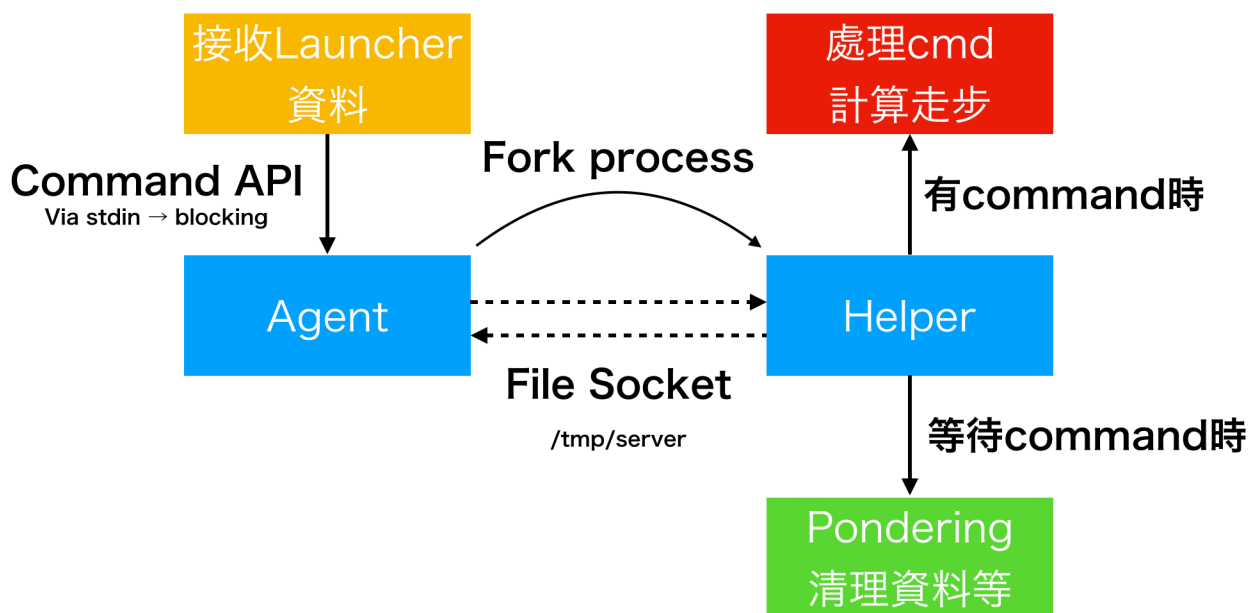 接收Launcher
資料
處理cmd
計算走步
Fork process
Command API
Via stdin → blocking
有command時
Agent
Helper
File Socket
/tmp/server
等待command時
Pondering
清理資料等